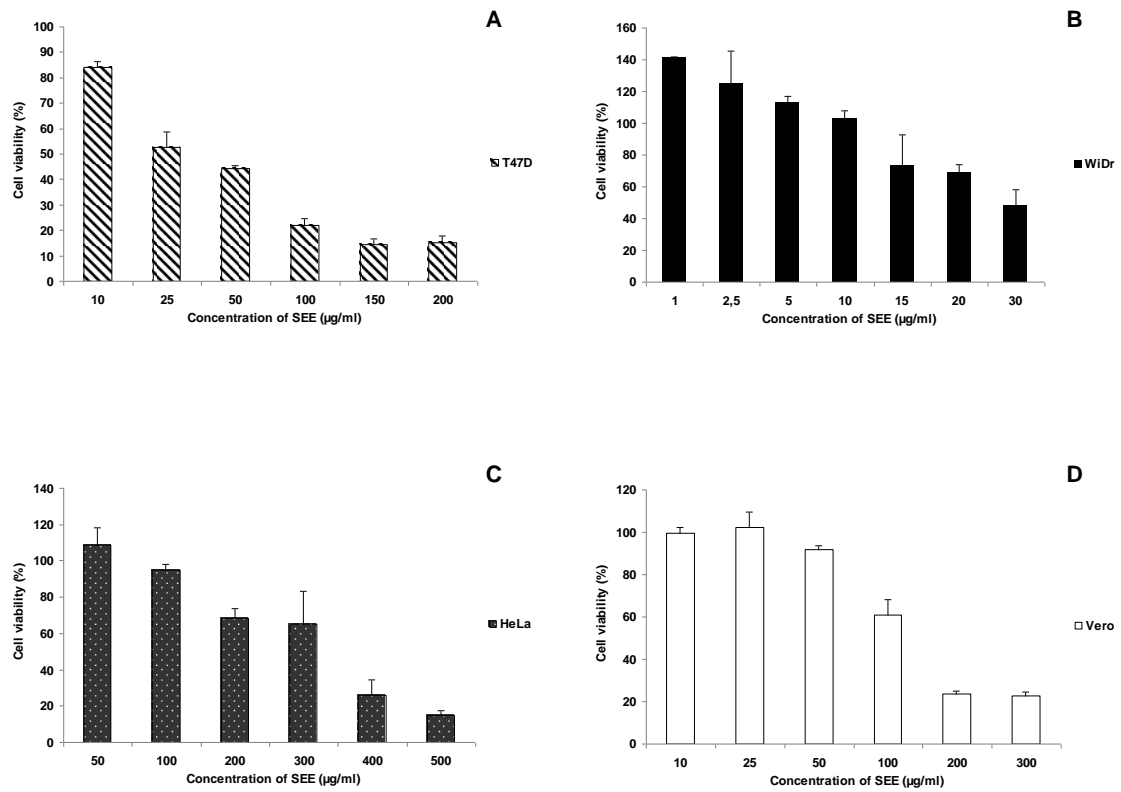 A
100
90
80
70
60
50
40
30
20
10
0
Cell viability (%)
10 25 50 100 150 200
Concentration of SEE (µg/ml)
T47D
B
160
140
120
100
80
60
40
20
0
Cell viability (%)
1 2,5 5 10 15 20 30
Concentration of SEE (µg/ml)
WiDr
C
140
120
100
80
60
40
20
0
Cell viability (%)
50 100 200 300 400 500
Concentration of SEE (µg/ml)
HeLa
D
120
100
80
60
40
20
0
Cell viability (%)
10 25 50 100 200 300
Concentration of SEE (µg/ml)
Vero